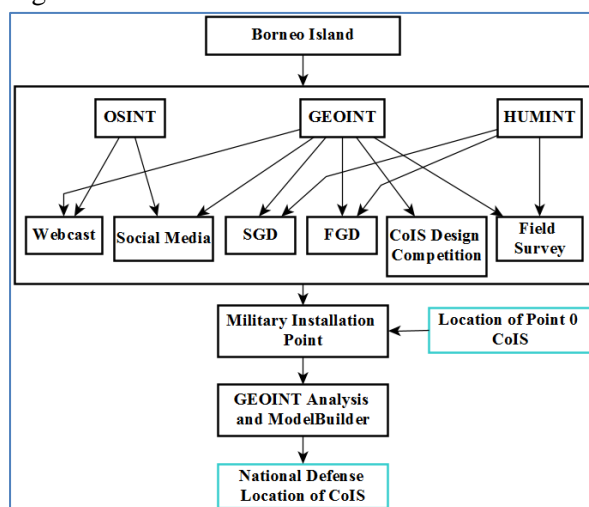 Borneo Island
OSINT
GEOINT
HUMINT
Webcast
Social Media
SGD
FGD
CoIS Design
Competition
Field
Survey
Military Installation
Point
Location of Point 0
CoIS
GEOINT Analysis
and ModelBuilder
National Defense
Location of CoIS